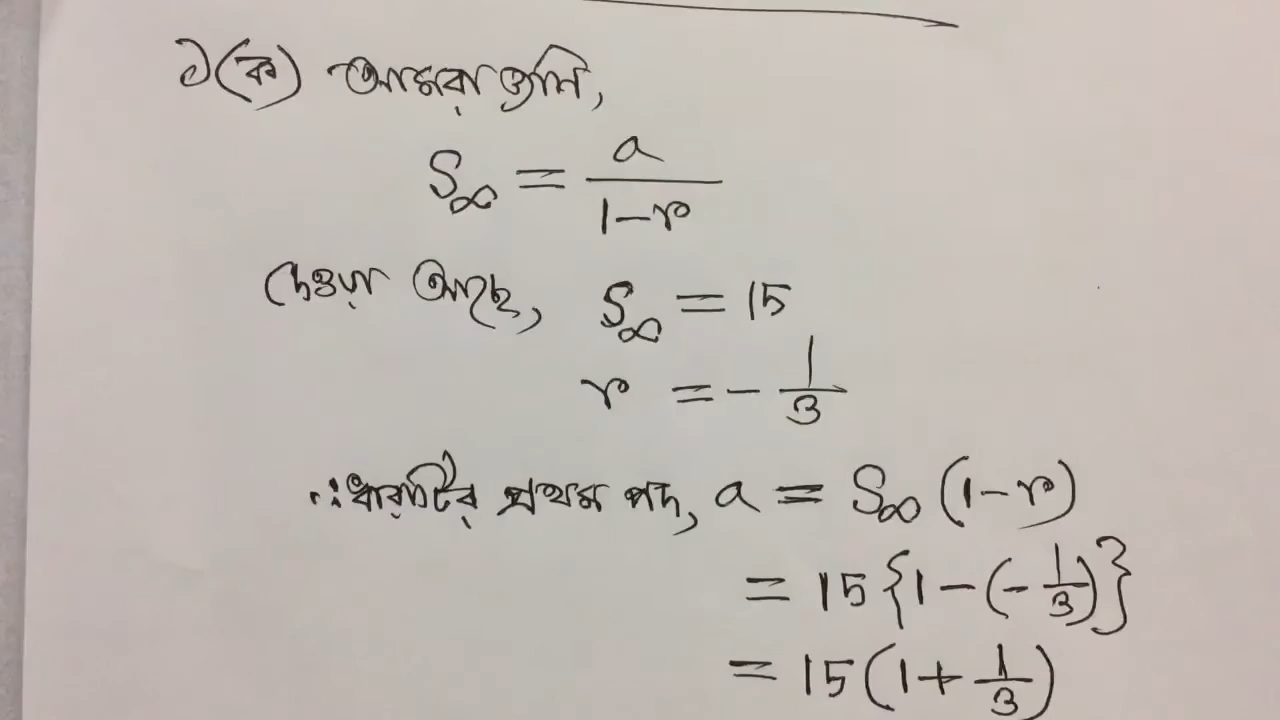 ১(ক) আমরা জানি,
S∞ = a/(1-r)
দেওয়া আছে, S∞ = 15
r = - 1/3
∴ ধারাটির প্রথম পদ, a = S∞ (1-r)
= 15 {1-(- 1/3)}
= 15 (1+ 1/3)